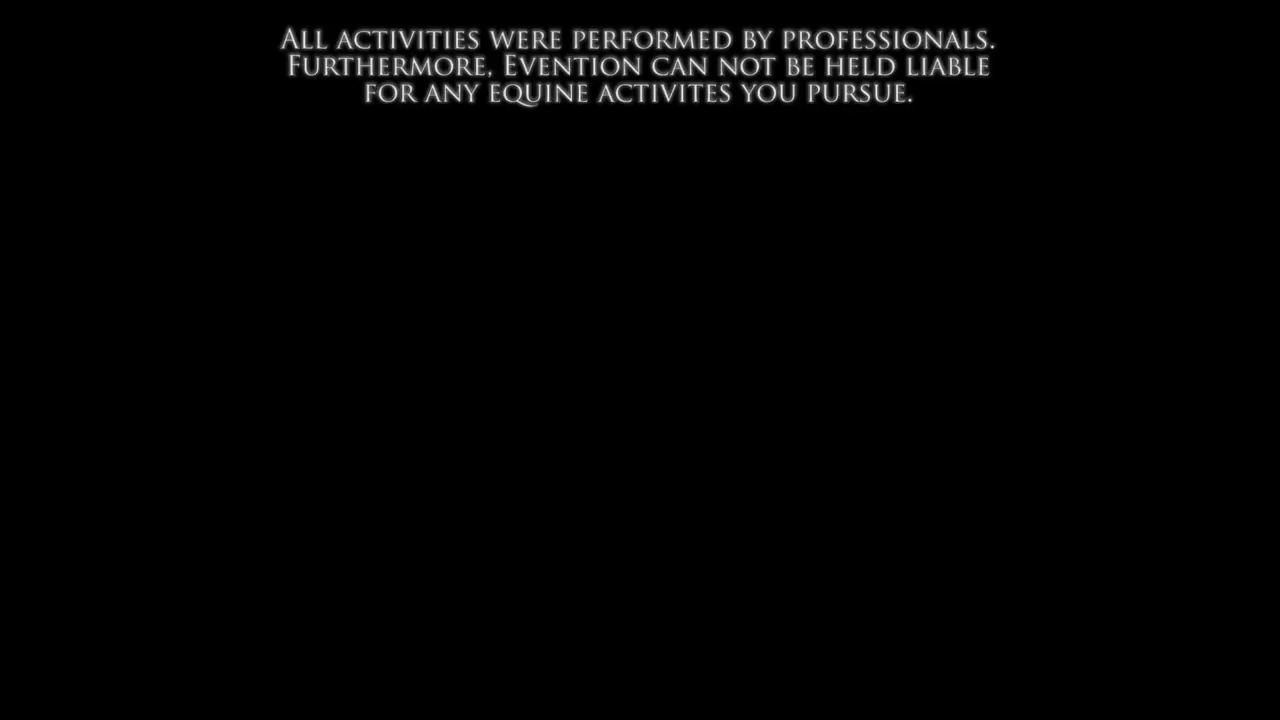 All activities were performed by professionals.
Furthermore, Evention can not be held liable
for any equine activites you pursue.